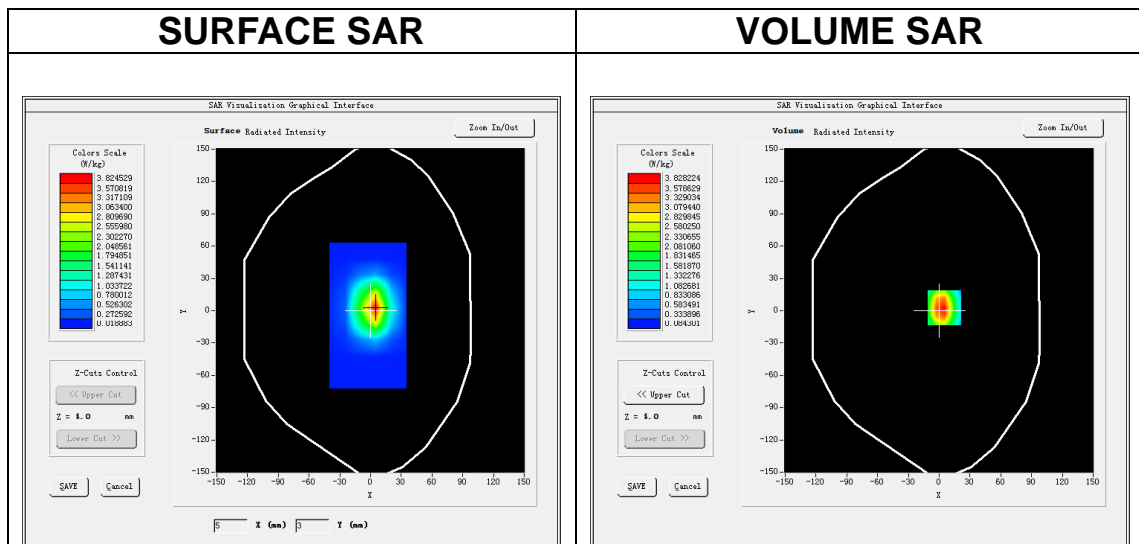 SURFACE SAR
VOLUME SAR
SAR Visualisation Graphical Interface
Surface Radiated Intensity
Zoom In/Out
Colors Scale
(W/kg)
3.824529
3.570819
3.317109
3.063400
2.809690
2.555980
2.302270
2.048561
1.794851
1.541141
1.287431
1.033722
0.780012
0.526302
0.272592
0.018883
150
120
90
60
30
0
-30
-60
-90
-120
-150
Y
-150 -120 -90 -60 -30 0 30 60 90 120 150
X
Z-Cuts Control
<< Upper Cut
Z = 4.0 mm
Lower Cut >>
SAVE Cancel
5 X (mm) 3 Y (mm)
SAR Visualisation Graphical Interface
Volume Radiated Intensity
Zoom In/Out
Colors Scale
(W/kg)
3.828224
3.578629
3.329034
3.079440
2.829845
2.580250
2.330655
2.081060
1.831465
1.581870
1.332276
1.082681
0.833086
0.583491
0.333896
0.084301
150
120
90
60
30
0
-30
-60
-90
-120
-150
Y
-150 -120 -90 -60 -30 0 30 60 90 120 150
X
Z-Cuts Control
<< Upper Cut
Z = 4.0 mm
Lower Cut >>
SAVE Cancel